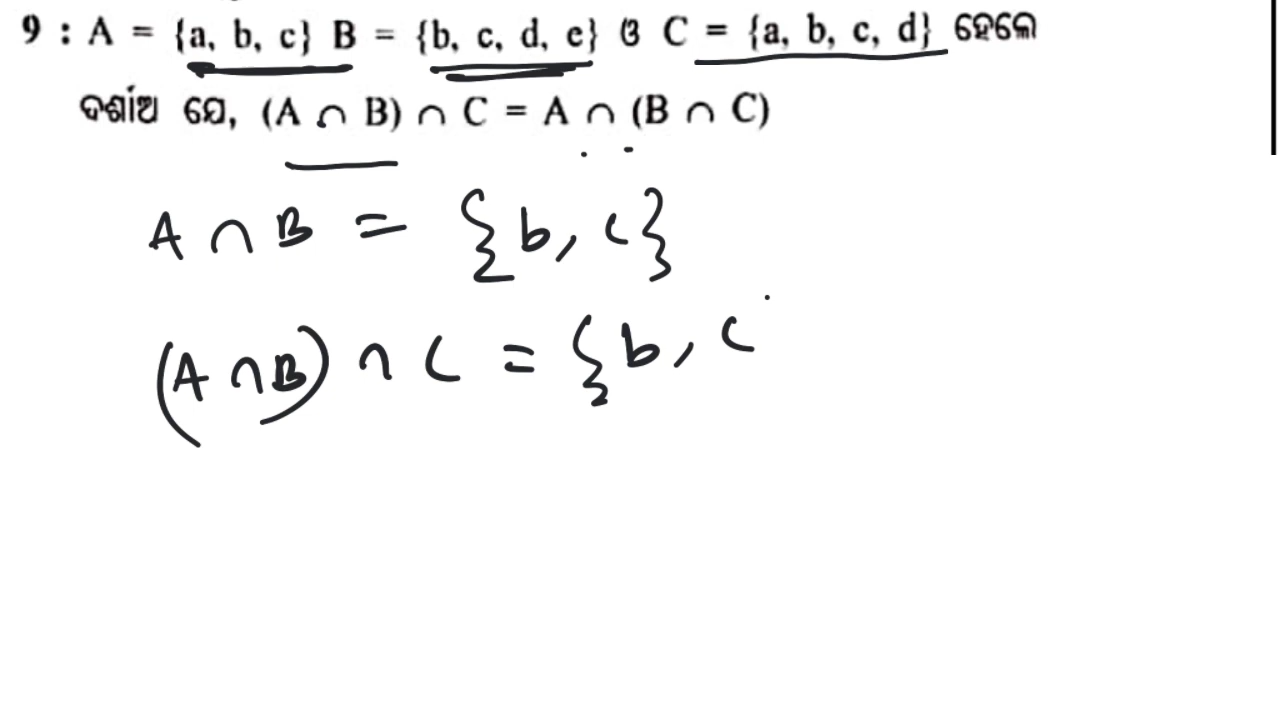 9 : A = {a, b, c} B = {b, c, d, e} ଓ C = {a, b, c, d} ହେଲେ
ଦର୍ଶାଅ ଯେ, (A ∩ B) ∩ C = A ∩ (B ∩ C)
A ∩ B = {b, c}
(A ∩ B) ∩ C = {b, c